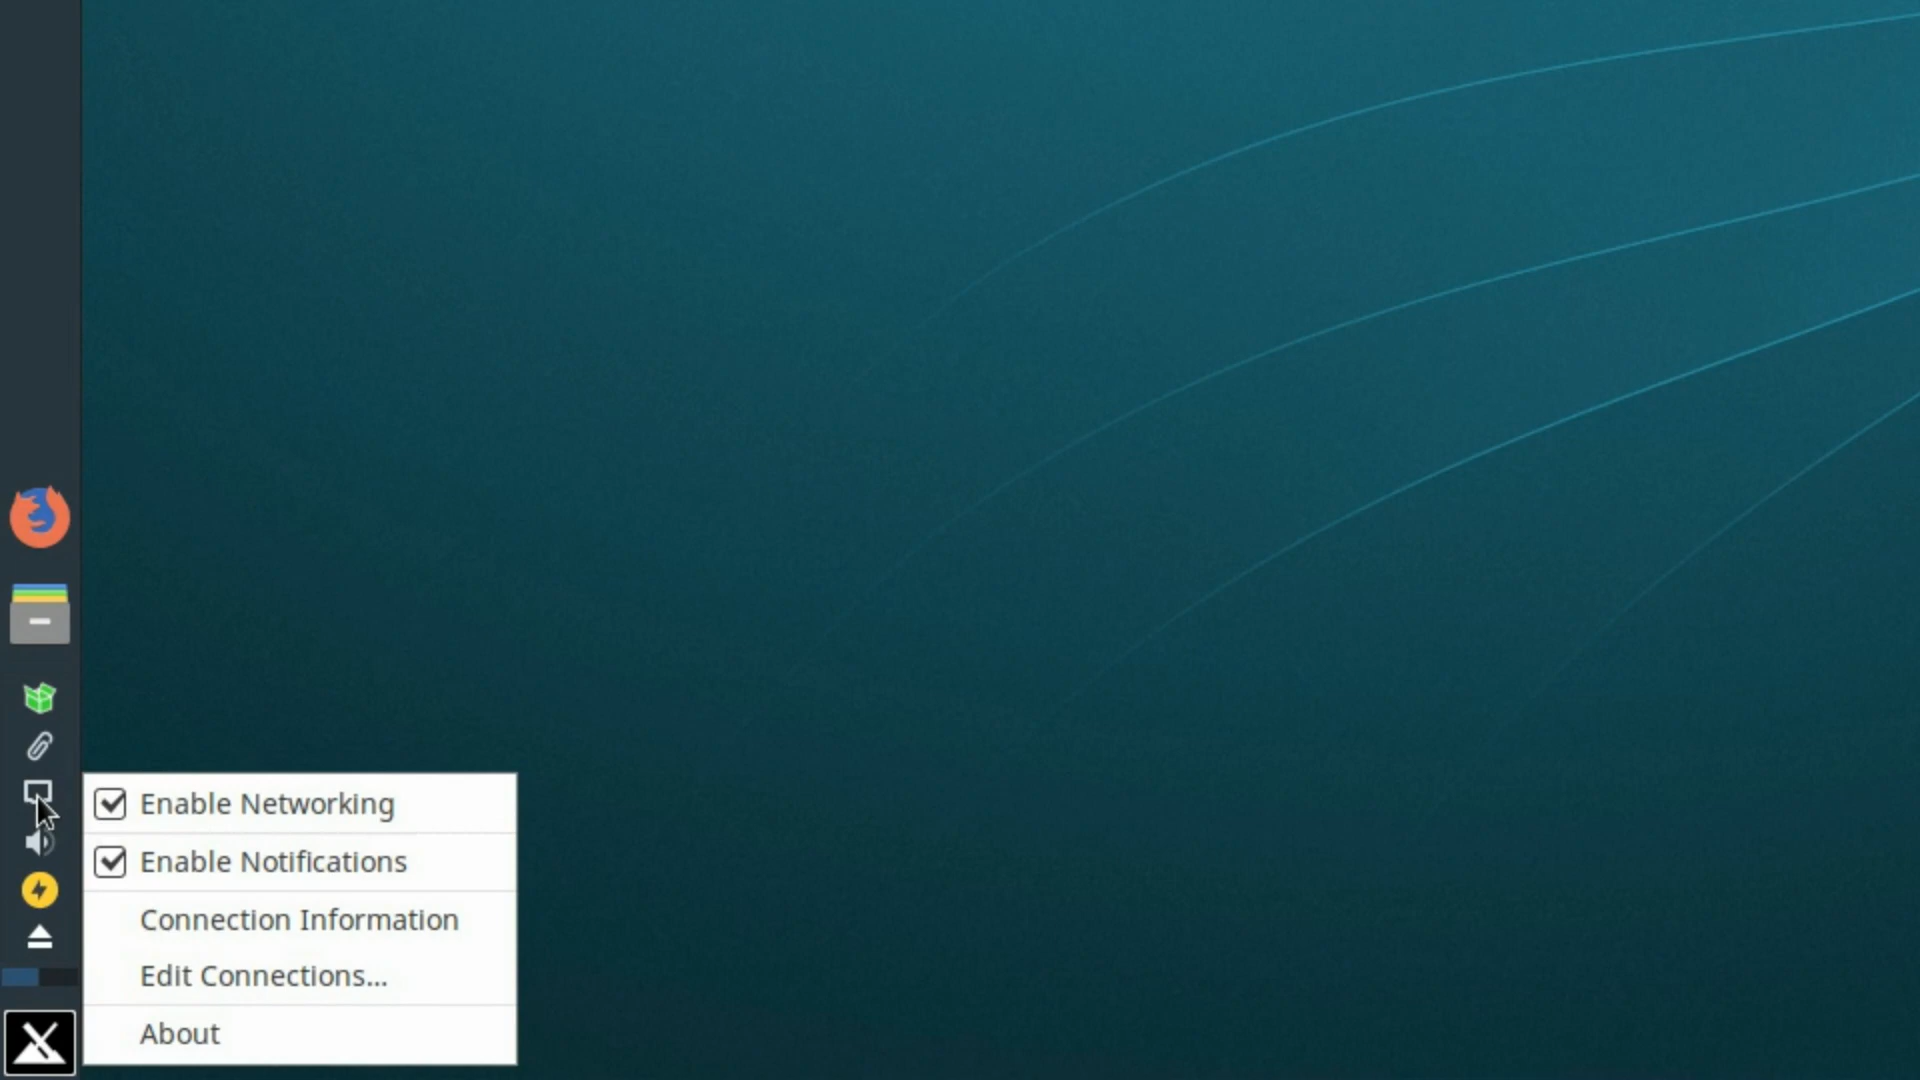 Enable Networking
Enable Notifications
Connection Information
Edit Connections...
About